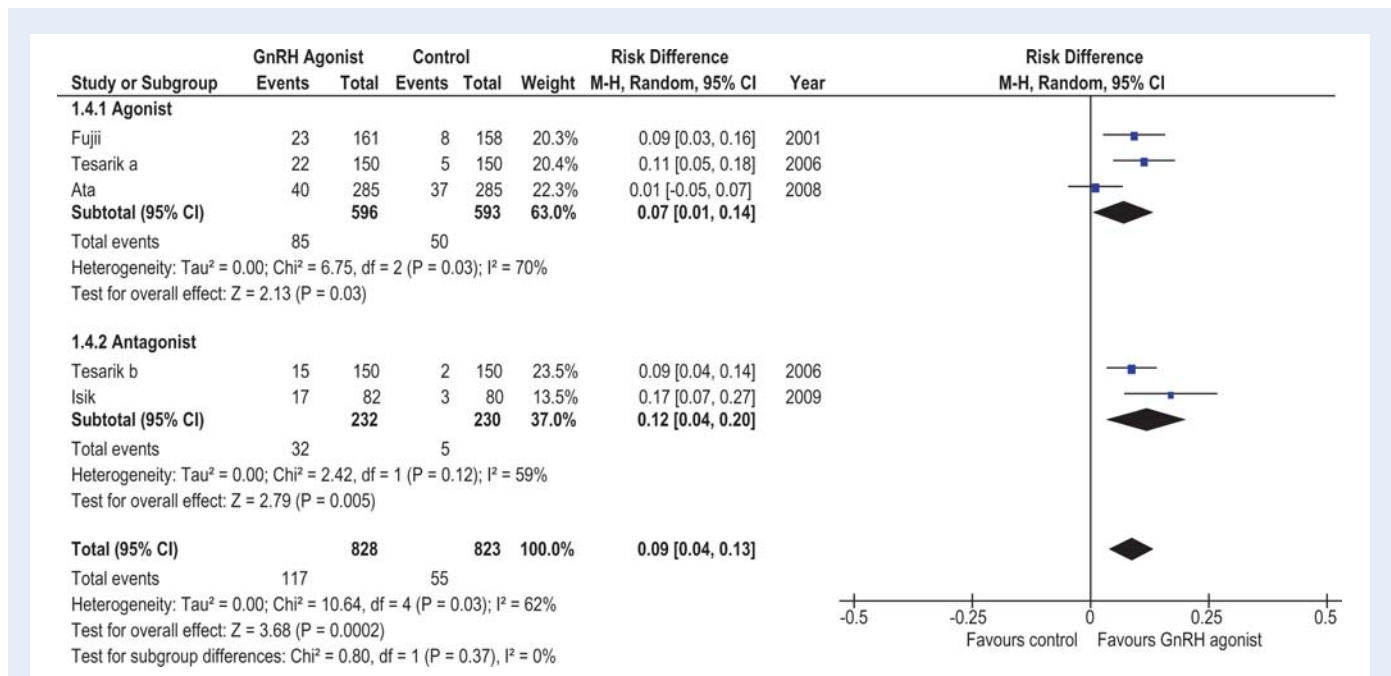 GnRH Agonist Control Risk Difference Risk Difference
Study or Subgroup Events Total Events Total Weight M-H, Random, 95% CI Year M-H, Random, 95% CI
1.4.1 Agonist
Fujii 23 161 8 158 20.3% 0.09 [0.03, 0.16] 2001
Tesarik a 22 150 5 150 20.4% 0.11 [0.05, 0.18] 2006
Ata 40 285 37 285 22.3% 0.01 [-0.05, 0.07] 2008
Subtotal (95% CI) 596 593 63.0% 0.07 [0.01, 0.14]
Total events 85 50
Heterogeneity: Tau² = 0.00; Chi² = 6.75, df = 2 (P = 0.03); I² = 70%
Test for overall effect: Z = 2.13 (P = 0.03)
1.4.2 Antagonist
Tesarik b 15 150 2 150 23.5% 0.09 [0.04, 0.14] 2006
Isik 17 82 3 80 13.5% 0.17 [0.07, 0.27] 2009
Subtotal (95% CI) 232 230 37.0% 0.12 [0.04, 0.20]
Total events 32 5
Heterogeneity: Tau² = 0.00; Chi² = 2.42, df = 1 (P = 0.12); I² = 59%
Test for overall effect: Z = 2.79 (P = 0.005)
Total (95% CI) 828 823 100.0% 0.09 [0.04, 0.13]
Total events 117 55
Heterogeneity: Tau² = 0.00; Chi² = 10.64, df = 4 (P = 0.03); I² = 62%
Test for overall effect: Z = 3.68 (P = 0.0002)
Test for subgroup differences: Chi² = 0.80, df = 1 (P = 0.37), I² = 0%
-0.5 -0.25 0 0.25 0.5
Favours control Favours GnRH agonist